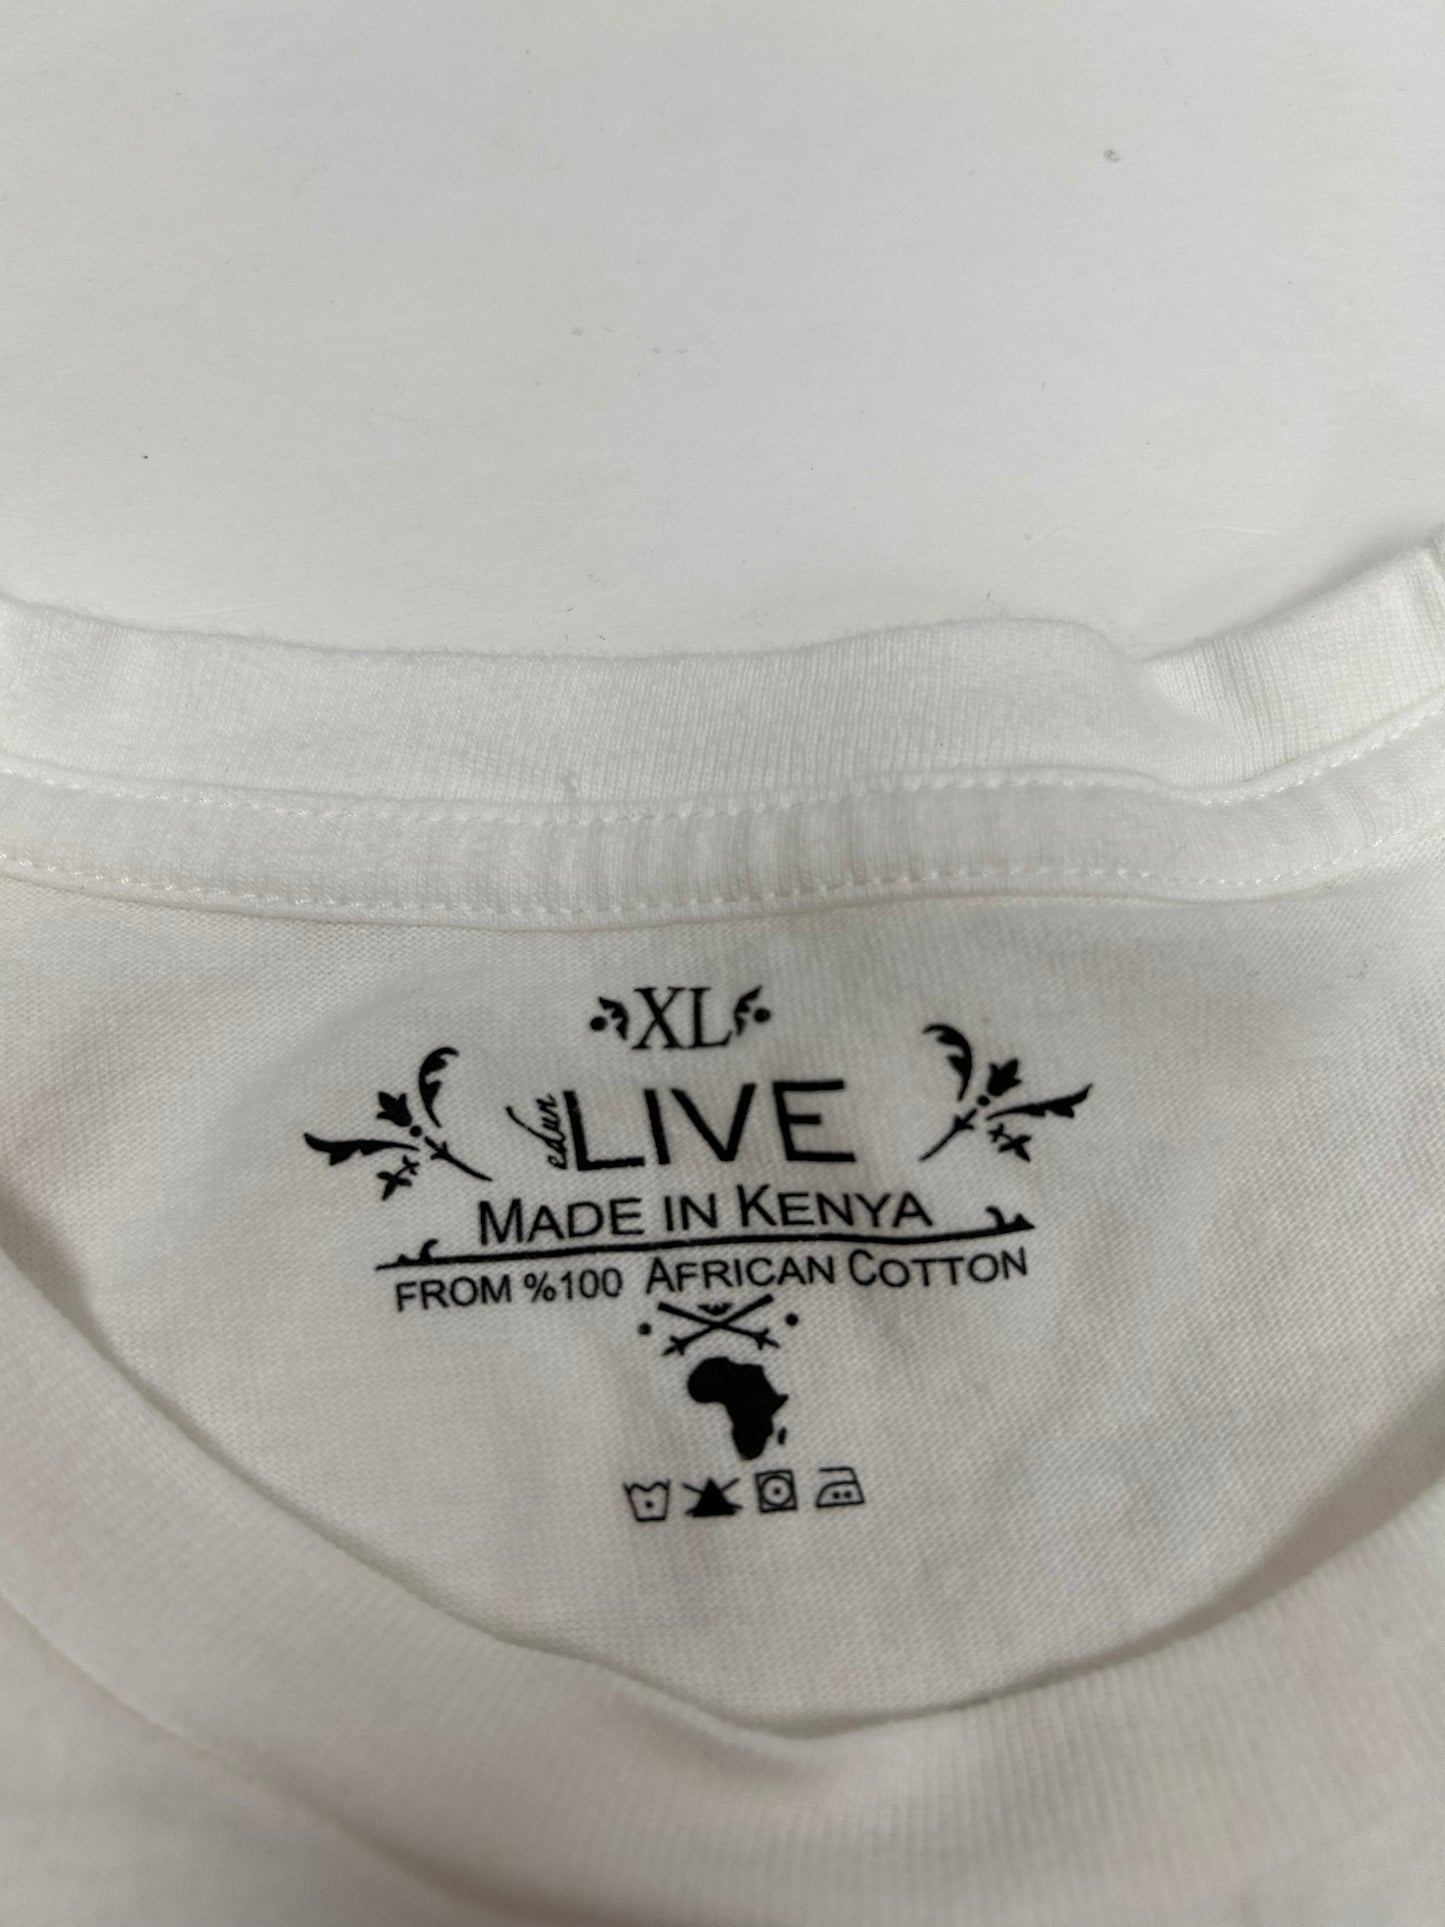 XL
edun LIVE
MADE IN KENYA
FROM %100 AFRICAN COTTON